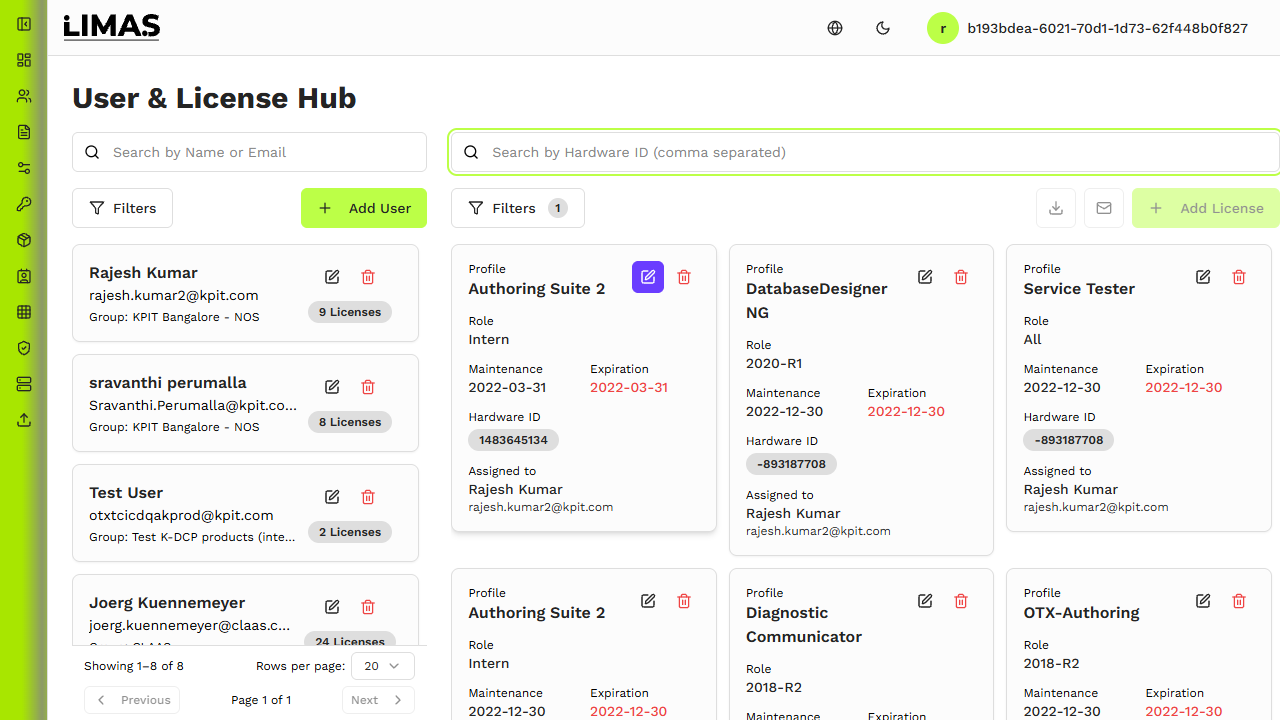 LIMAS
r
b193bdea-6021-70d1-1d73-62f448b0f827
User & License Hub
Search by Name or Email
Search by Hardware ID (comma separated)
Filters
Add User
Filters
1
Add License
Rajesh Kumar
rajesh.kumar2@kpit.com
Group: KPIT Bangalore - NOS
9 Licenses
sravanthi perumalla
Sravanthi.Perumalla@kpit.co...
Group: KPIT Bangalore - NOS
8 Licenses
Test User
otxtcicdqakprod@kpit.com
Group: Test K-DCP products (inte...
2 Licenses
Joerg Kuennemeyer
joerg.kuennemeyer@claas.c...
24 Licenses
Showing 1–8 of 8
Rows per page:
20
Previous
Page 1 of 1
Next
Profile
Authoring Suite 2
Role
Intern
Maintenance
Expiration
2022-03-31
2022-03-31
Hardware ID
1483645134
Assigned to
Rajesh Kumar
rajesh.kumar2@kpit.com
Profile
DatabaseDesigner
NG
Role
2020-R1
Maintenance
Expiration
2022-12-30
2022-12-30
Hardware ID
-893187708
Assigned to
Rajesh Kumar
rajesh.kumar2@kpit.com
Profile
Service Tester
Role
All
Maintenance
Expiration
2022-12-30
2022-12-30
Hardware ID
-893187708
Assigned to
Rajesh Kumar
rajesh.kumar2@kpit.com
Profile
Authoring Suite 2
Role
Intern
Maintenance
Expiration
2022-12-30
2022-12-30
Profile
Diagnostic
Communicator
Role
2018-R2
Maintenance
Expiration
Profile
OTX-Authoring
Role
2018-R2
Maintenance
Expiration
2022-12-30
2022-12-30